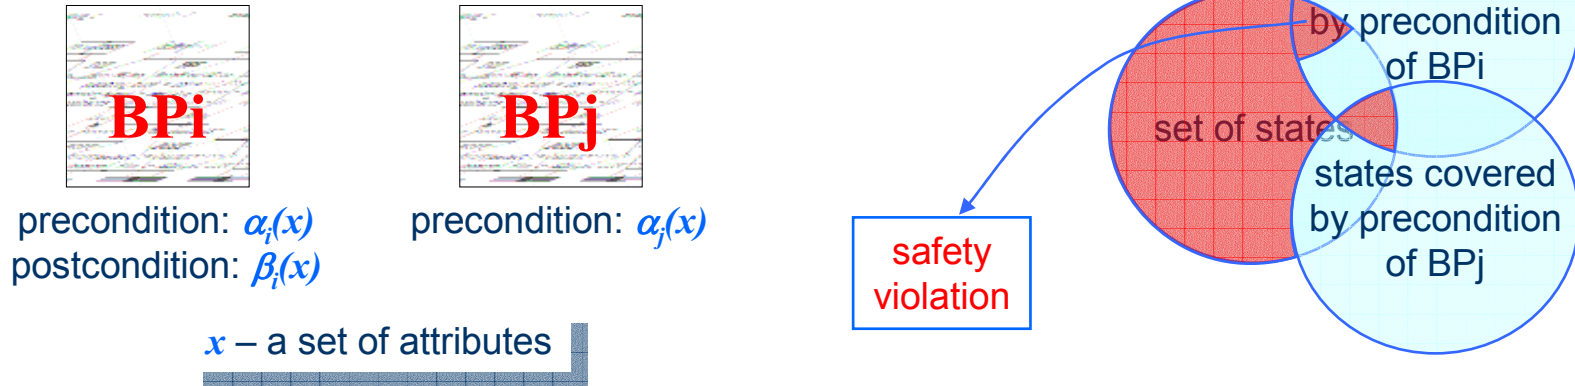 BPi
BPj
precondition: αi(x)
postcondition: βi(x)
precondition: αj(x)
x – a set of attributes
by precondition
of BPi
set of states
states covered
by precondition
of BPj
safety
violation